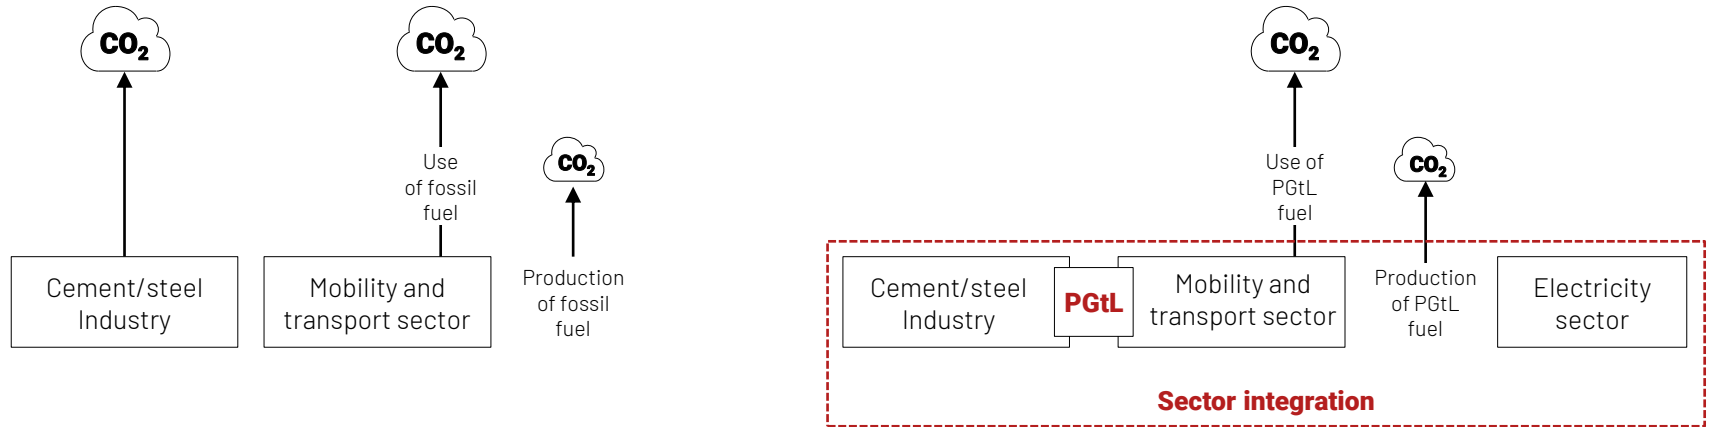 CO₂
CO₂
Use
of fossil
fuel
CO₂
Cement/steel
Industry
Mobility and
transport sector
Production
of fossil
fuel
CO₂
Use of
PGtL
fuel
CO₂
Cement/steel
Industry
PGtL
Mobility and
transport sector
Production
of PGtL
fuel
Electricity
sector
Sector integration